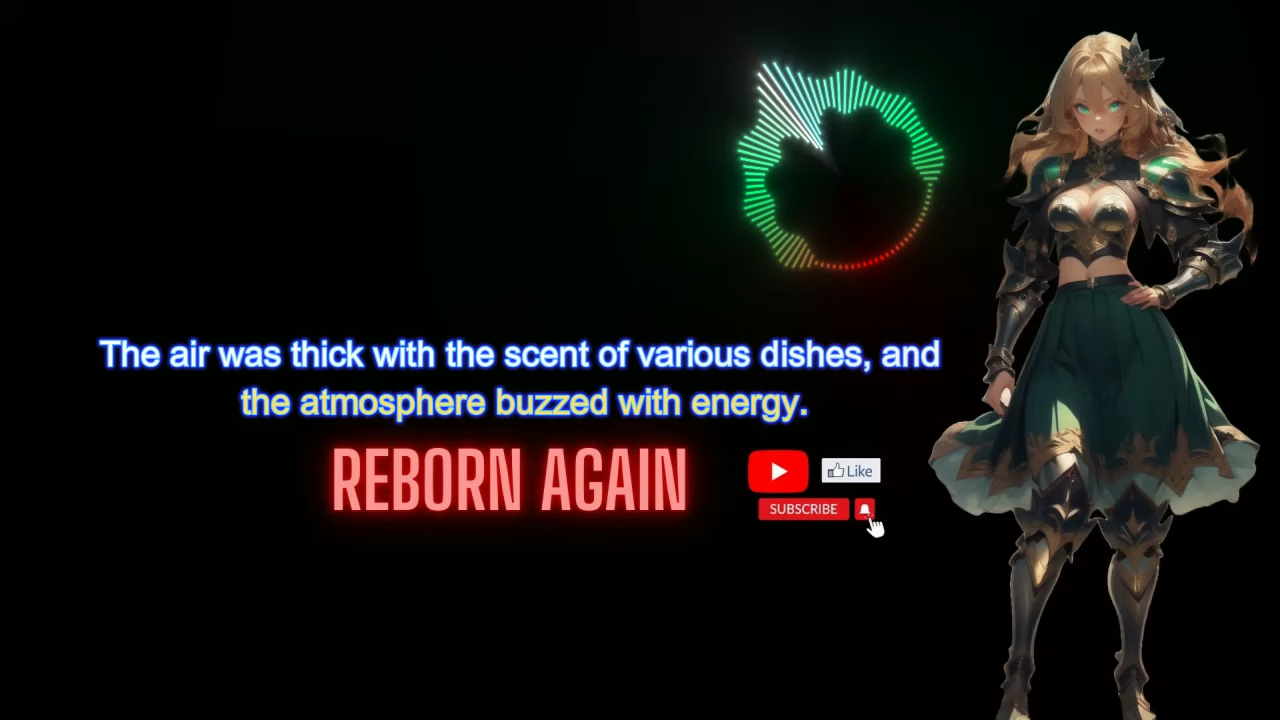 The air was thick with the scent of various dishes, and
the atmosphere buzzed with energy.
REBORN AGAIN
Like
SUBSCRIBE